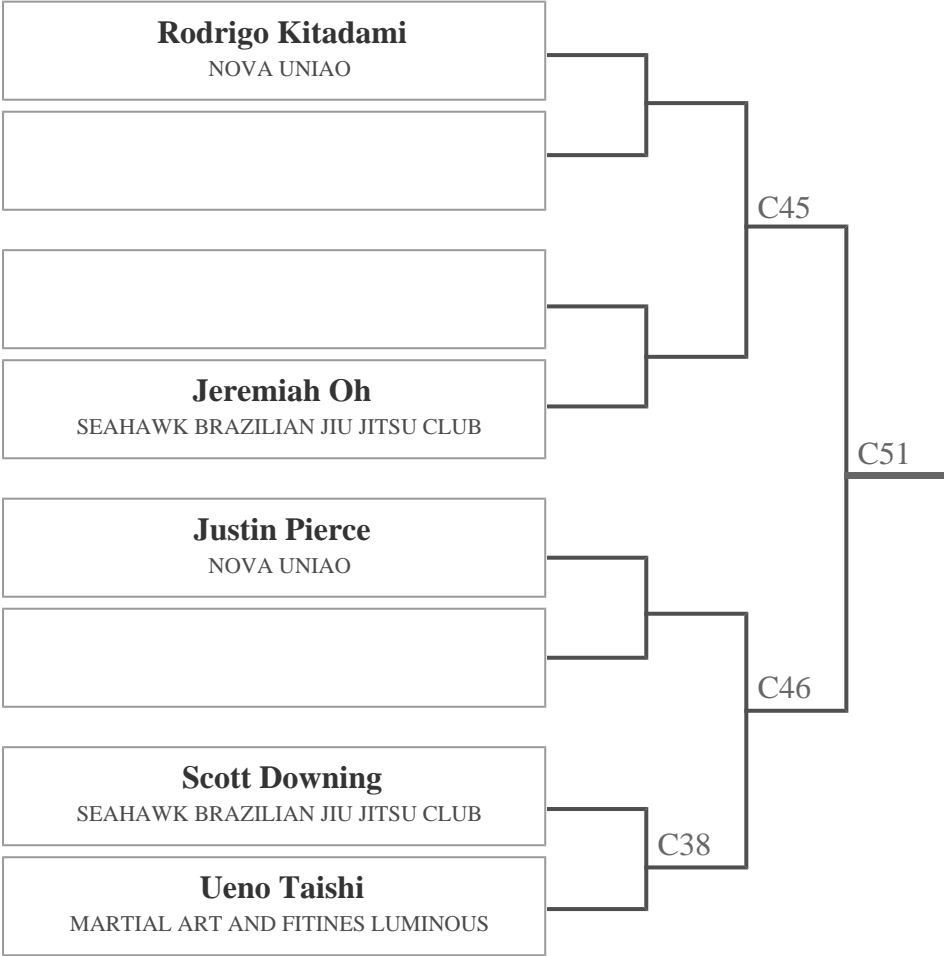 Rodrigo Kitadami
NOVA UNIAO
C45
Jeremiah Oh
SEAHAWK BRAZILIAN JIU JITSU CLUB
C51
Justin Pierce
NOVA UNIAO
C46
Scott Downing
SEAHAWK BRAZILIAN JIU JITSU CLUB
C38
Ueno Taishi
MARTIAL ART AND FITINES LUMINOUS